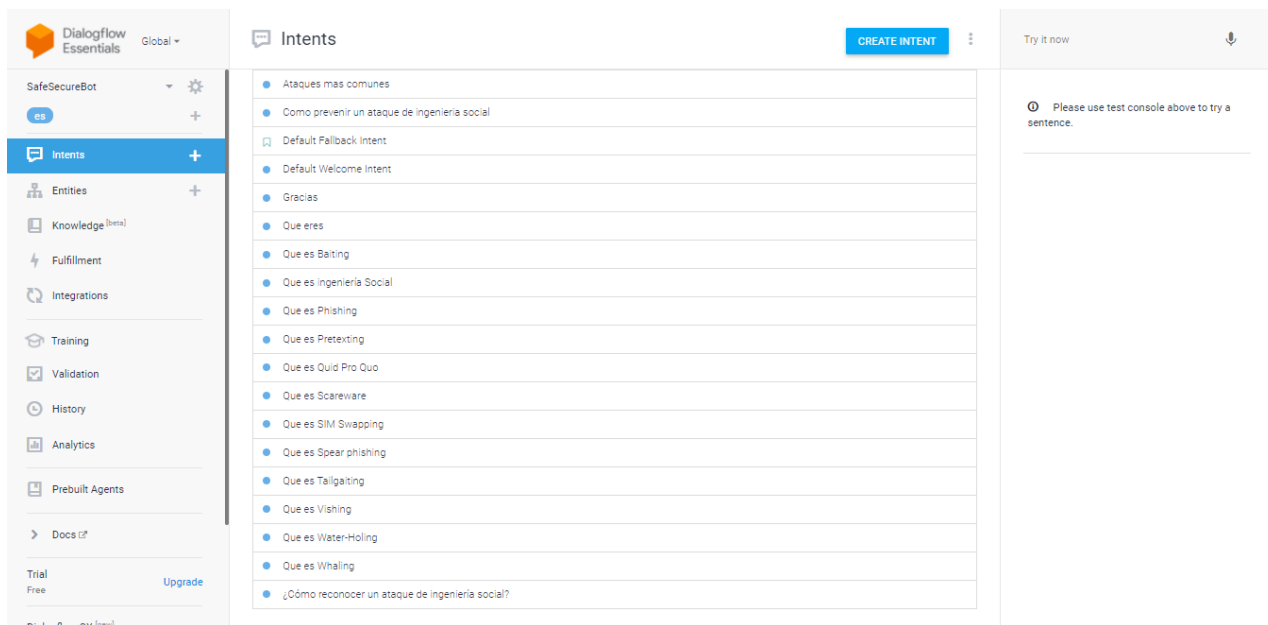 Dialogflow
Essentials
Global
SafeSecureBot
es
Intents
Entities
Knowledge [beta]
Fulfillment
Integrations
Training
Validation
History
Analytics
Prebuilt Agents
Docs
Trial
Free
Upgrade
Intents
CREATE INTENT
Ataques mas comunes
Como prevenir un ataque de ingenieria social
Default Fallback Intent
Default Welcome Intent
Gracias
Que eres
Que es Baiting
Que es ingeniería Social
Que es Phishing
Que es Pretexting
Que es Quid Pro Quo
Que es Scareware
Que es SIM Swapping
Que es Spear phishing
Que es Tailgaiting
Que es Vishing
Que es Water-Holing
Que es Whaling
¿Cómo reconocer un ataque de ingeniería social?
Try it now
Please use test console above to try a
sentence.